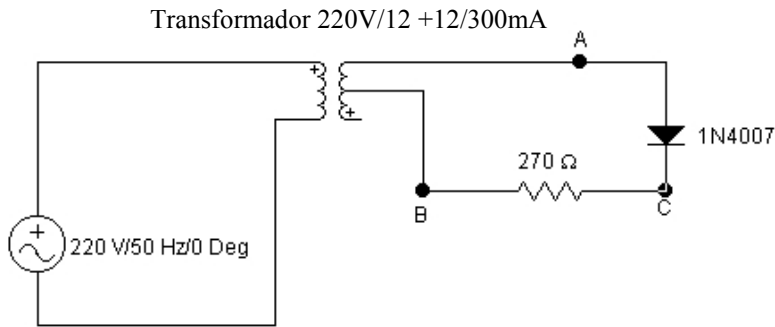 Transformador 220V/12 +12/300mA
A
+
+
1N4007
270 Ω
B
C
+
220 V/50 Hz/0 Deg